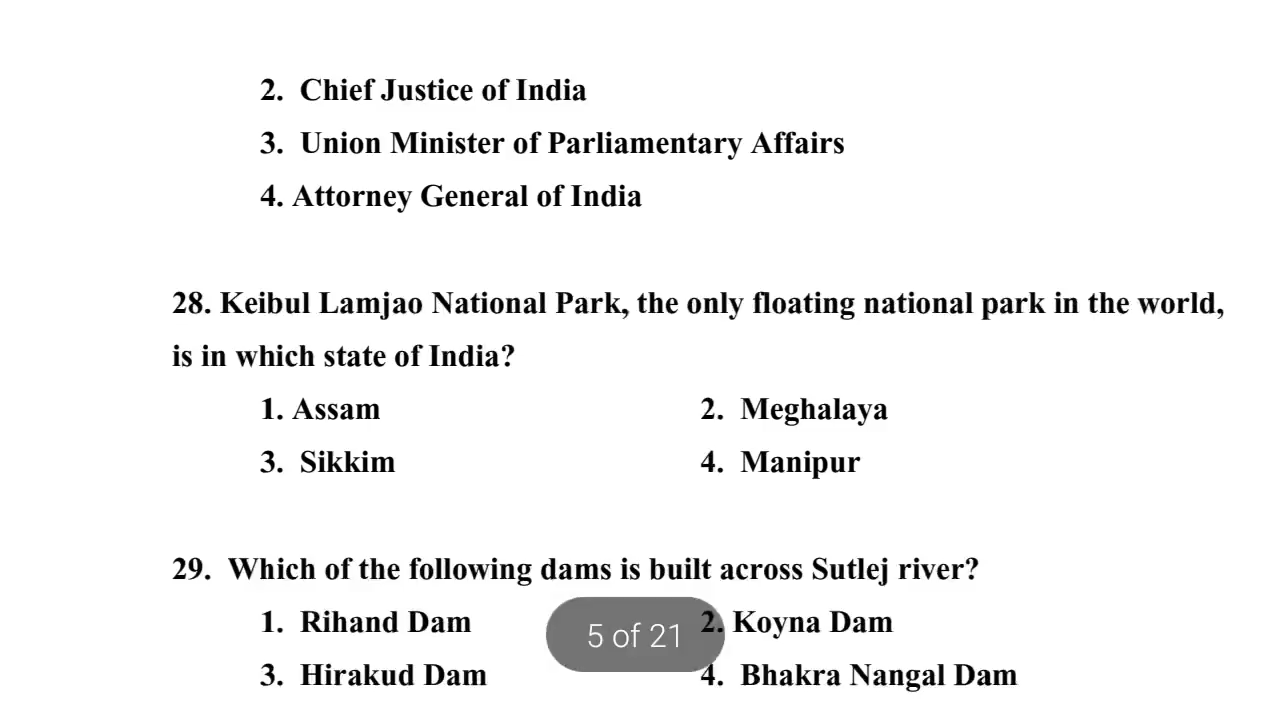 2. Chief Justice of India
3. Union Minister of Parliamentary Affairs
4. Attorney General of India
28. Keibul Lamjao National Park, the only floating national park in the world,
is in which state of India?
1. Assam 2. Meghalaya
3. Sikkim 4. Manipur
29. Which of the following dams is built across Sutlej river?
1. Rihand Dam 2. Koyna Dam
5 of 21
3. Hirakud Dam 4. Bhakra Nangal Dam